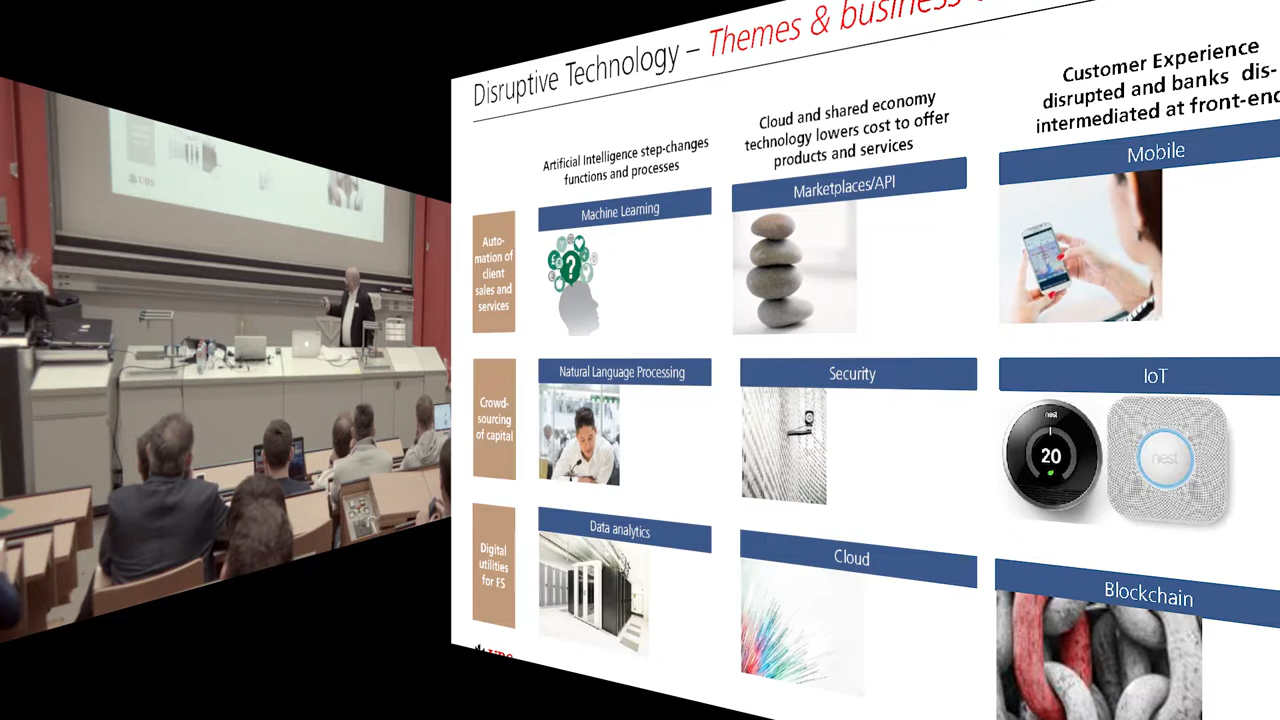 Disruptive Technology – Themes & business
Artificial Intelligence step-changes
functions and processes
Cloud and shared economy
technology lowers cost to offer
products and services
Customer Experience
disrupted and banks dis-
intermediated at front-end
Machine Learning
Marketplaces/API
Mobile
Auto-
mation of
client
sales and
services
Natural Language Processing
Security
IoT
Crowd-
sourcing
of capital
nest
20
nest
Data analytics
Cloud
Blockchain
Digital
utilities
for FS
UBS
UBS